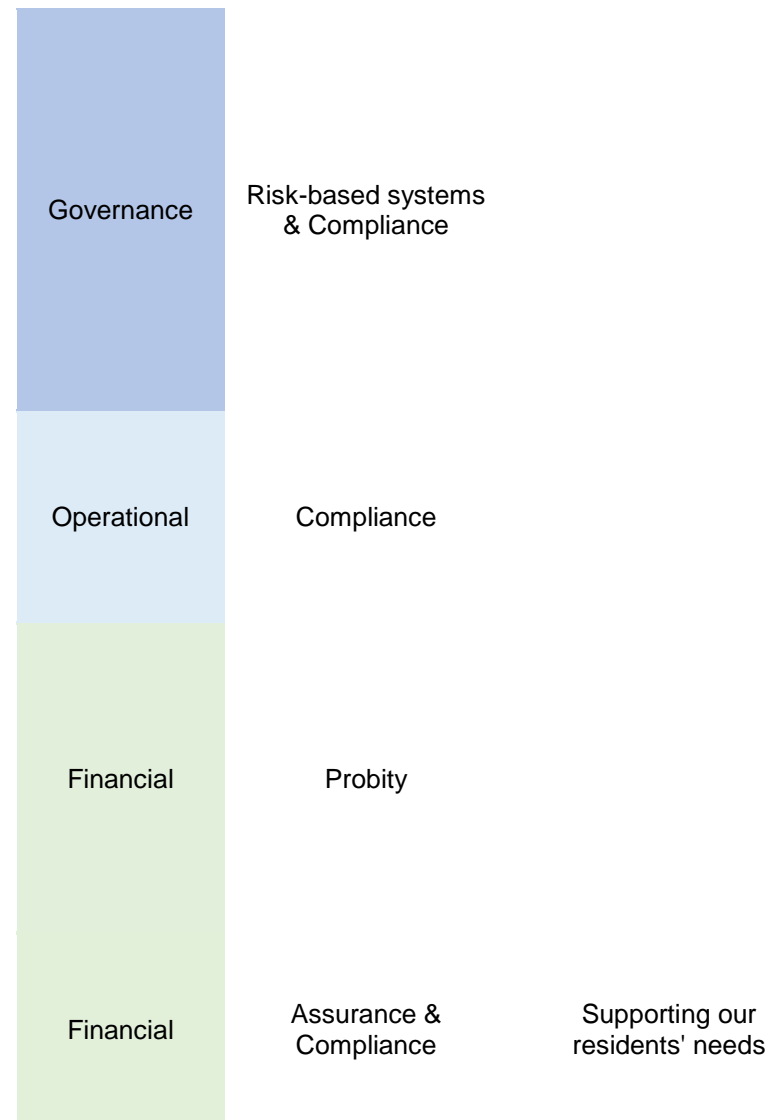 Governance
Risk-based systems
& Compliance
Operational
Compliance
Financial
Probity
Financial
Assurance &
Compliance
Supporting our
residents' needs